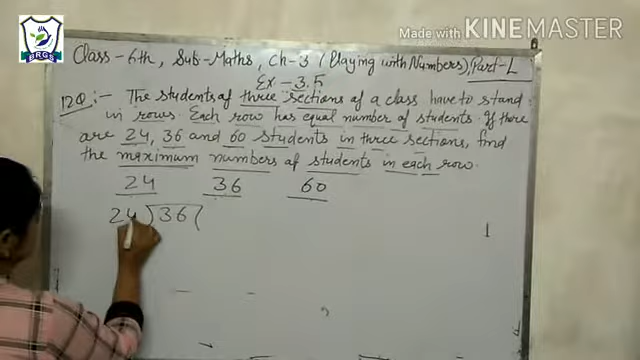 Made with KINEMASTER
SRGS
Class-6th, Sub-Maths, Ch-3 (Playing with Numbers), Part-L
Ex-3.5
12Q:- The students of three sections of a class have to stand
in rows. Each row has equal number of students. If there
are 24, 36 and 60 students in three sections, find
the maximum numbers of students in each row.
24 36 60
24)36(